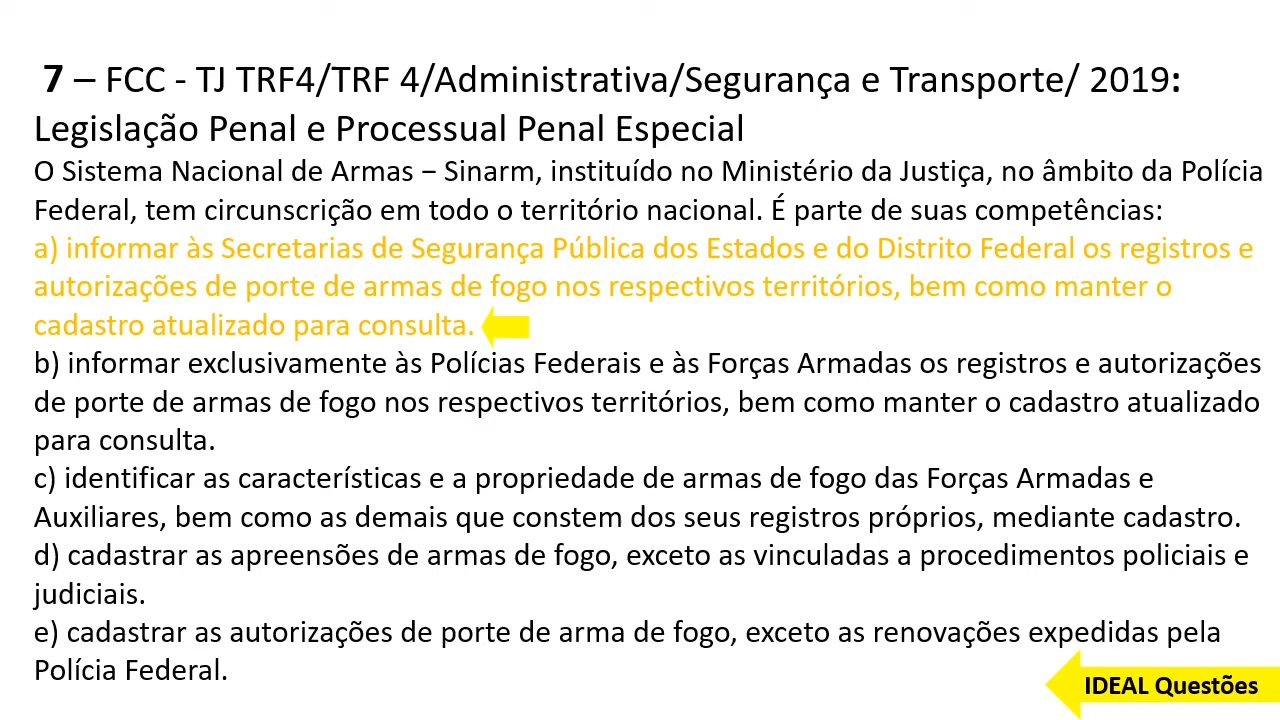 7 – FCC - TJ TRF4/TRF 4/Administrativa/Segurança e Transporte/ 2019:
Legislação Penal e Processual Penal Especial
O Sistema Nacional de Armas − Sinarm, instituído no Ministério da Justiça, no âmbito da Polícia
Federal, tem circunscrição em todo o território nacional. É parte de suas competências:
a) informar às Secretarias de Segurança Pública dos Estados e do Distrito Federal os registros e
autorizações de porte de armas de fogo nos respectivos territórios, bem como manter o
cadastro atualizado para consulta.
b) informar exclusivamente às Polícias Federais e às Forças Armadas os registros e autorizações
de porte de armas de fogo nos respectivos territórios, bem como manter o cadastro atualizado
para consulta.
c) identificar as características e a propriedade de armas de fogo das Forças Armadas e
Auxiliares, bem como as demais que constem dos seus registros próprios, mediante cadastro.
d) cadastrar as apreensões de armas de fogo, exceto as vinculadas a procedimentos policiais e
judiciais.
e) cadastrar as autorizações de porte de arma de fogo, exceto as renovações expedidas pela
Polícia Federal.
IDEAL Questões